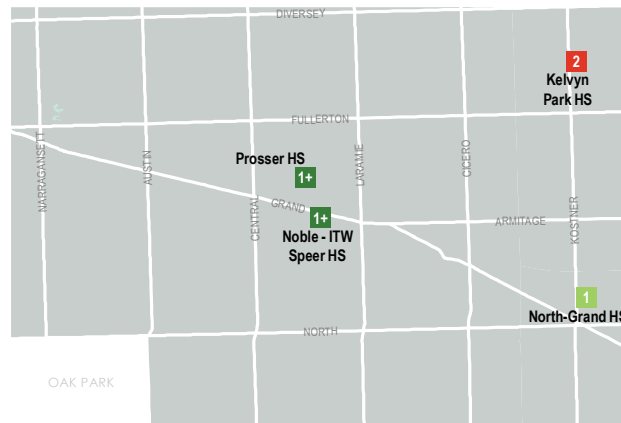 DIVERSEY
2
Kelvyn
Park HS
FULLERTON
NARRAGANSETT
AUSTIN
CENTRAL
LARAMIE
CICERO
KOSTNER
Prosser HS
1+
GRAND
1+
ARMITAGE
Noble - ITW
Speer HS
1
North-Grand HS
NORTH
OAK PARK